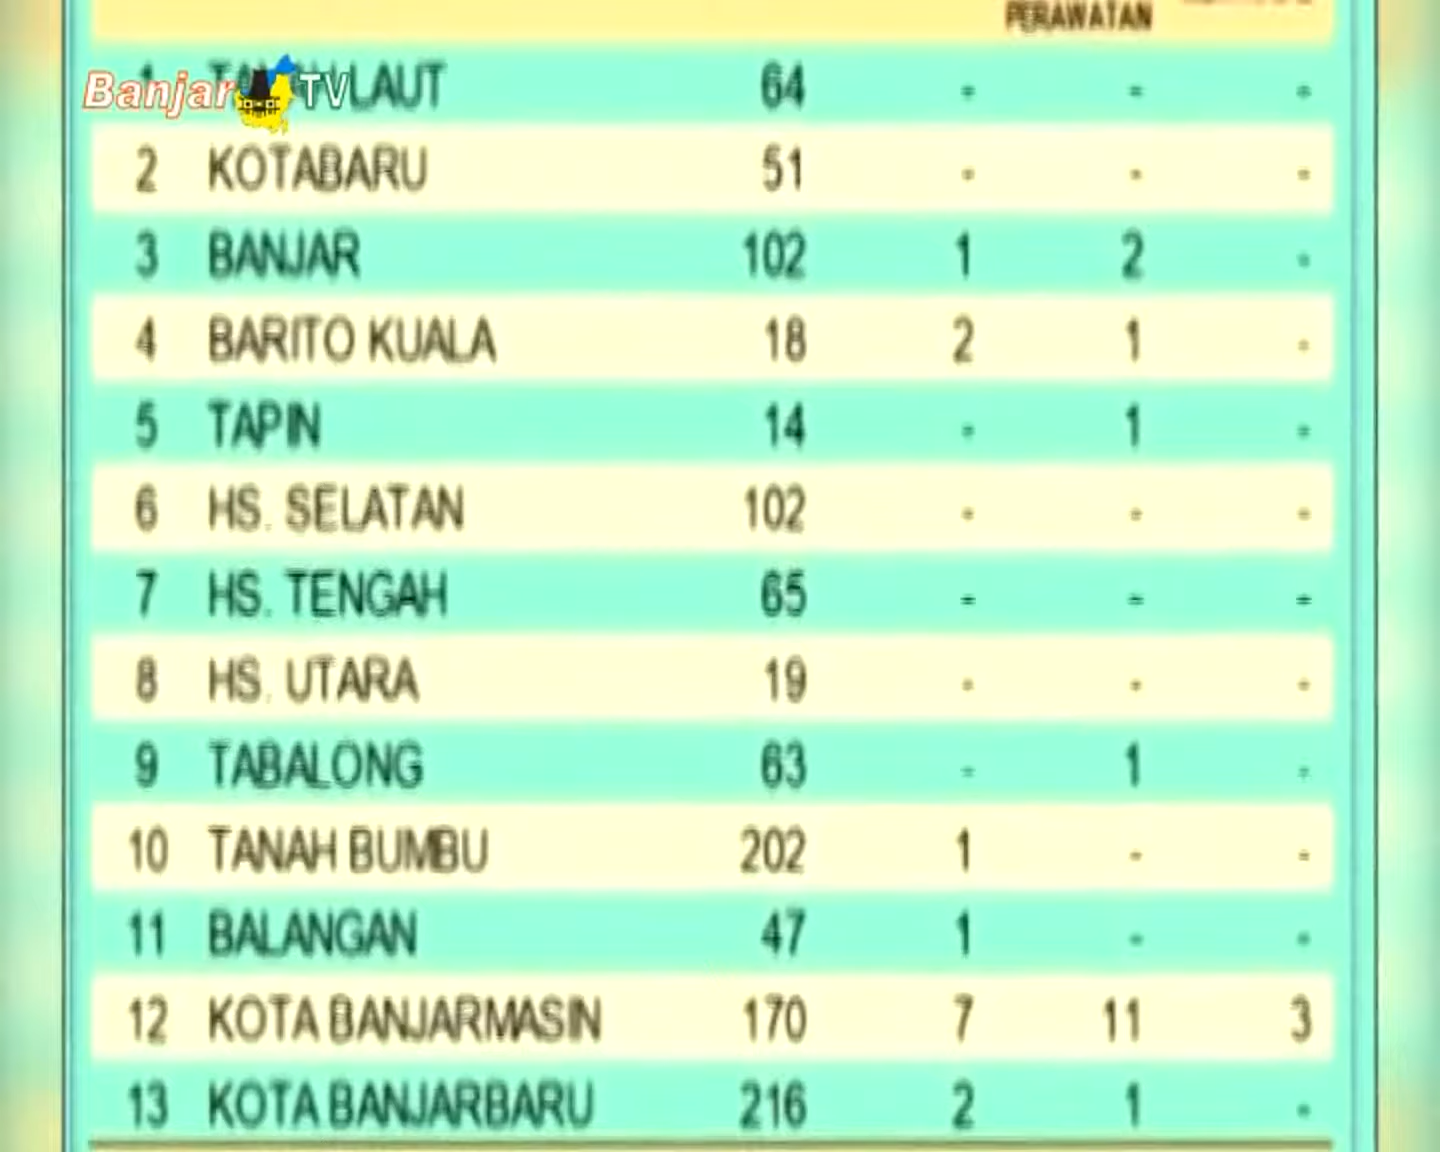 PERAWATAN
Banjar TV
1 LAUT 64 - - -
2 KOTABARU 51 - - -
3 BANJAR 102 1 2 -
4 BARITO KUALA 18 2 1 -
5 TAPIN 14 - 1 -
6 HS. SELATAN 102 - - -
7 HS. TENGAH 65 - - -
8 HS. UTARA 19 - - -
9 TABALONG 63 - 1 -
10 TANAH BUMBU 202 1 - -
11 BALANGAN 47 1 - -
12 KOTA BANJARMASIN 170 7 11 3
13 KOTA BANJARBARU 216 2 1 -